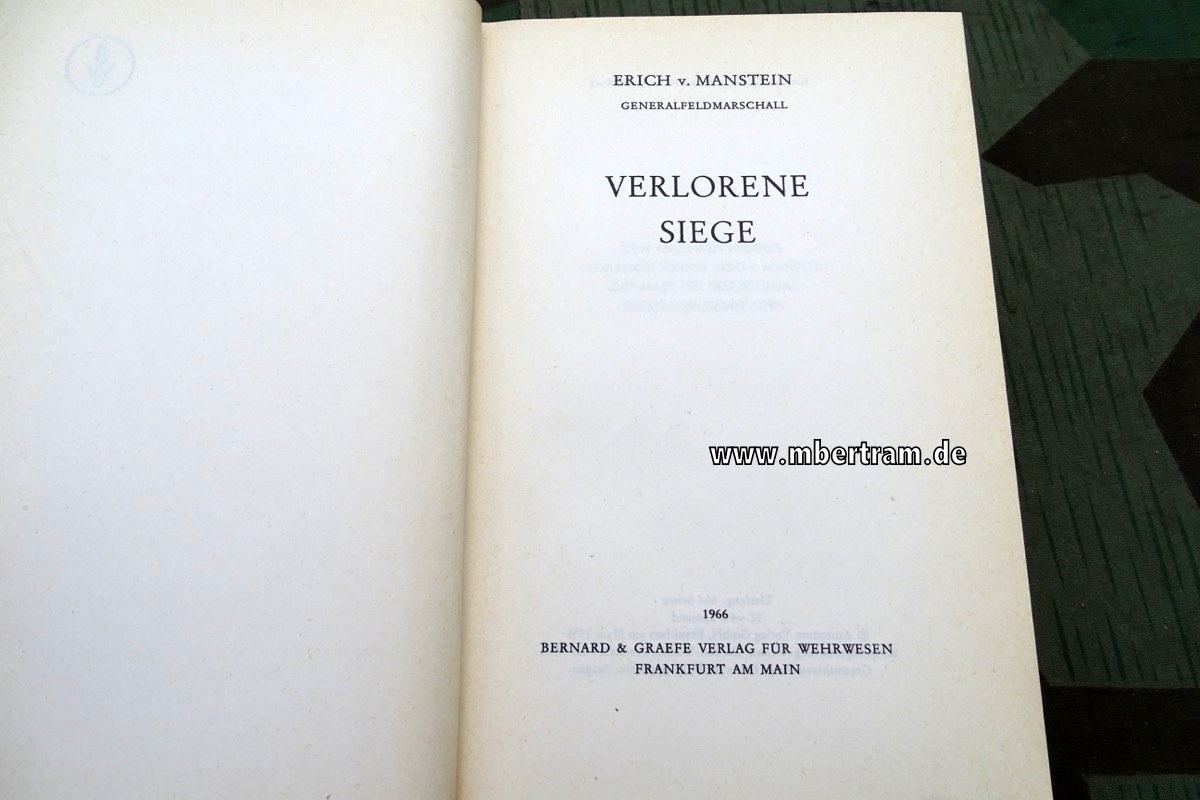 ERICH v. MANSTEIN
GENERALFELDMARSCHALL
VERLORENE
SIEGE
www.mbertram.de
1966
BERNARD & GRAEFE VERLAG FÜR WEHRWESEN
FRANKFURT AM MAIN